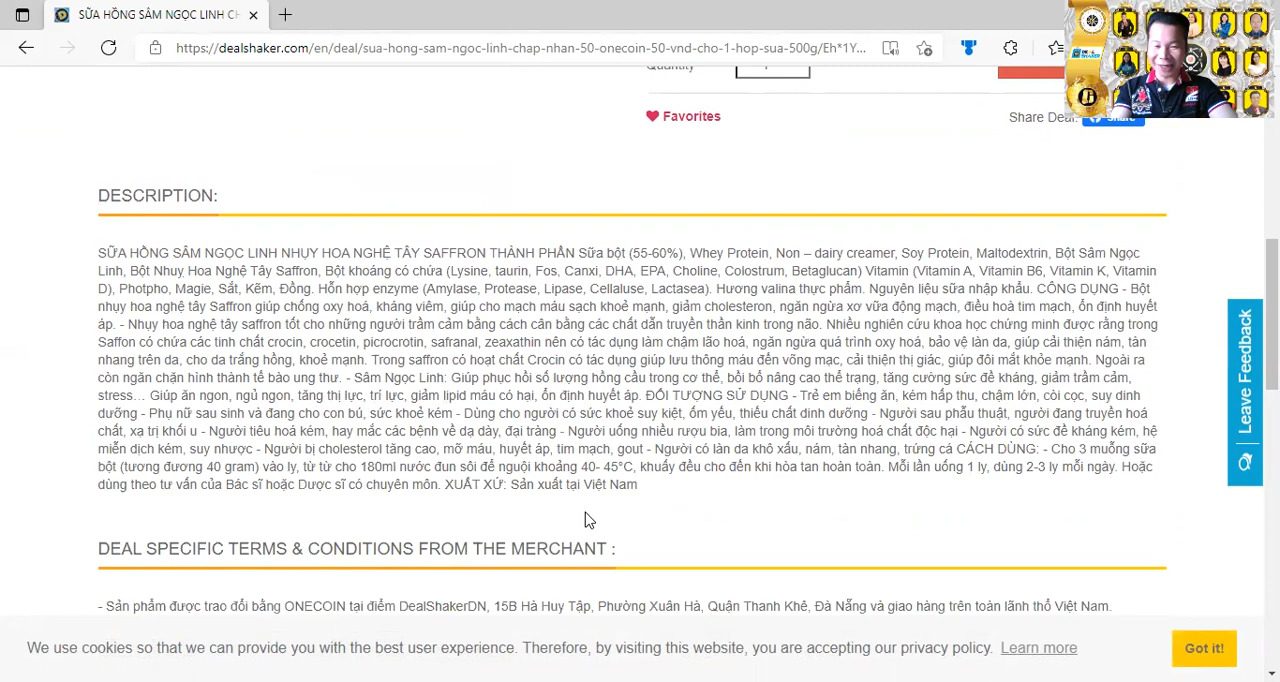 SỮA HỒNG SÂM NGỌC LINH CH
https://dealshaker.com/en/deal/sua-hong-sam-ngoc-linh-chap-nhan-50-onecoin-50-vnd-cho-1-hop-sua-500g/Eh*1Y...
Quantity
Favorites
Share Deal:
Share
DESCRIPTION:
SỮA HỒNG SÂM NGỌC LINH NHỤY HOA NGHỆ TÂY SAFFRON THÀNH PHẦN Sữa bột (55-60%), Whey Protein, Non – dairy creamer, Soy Protein, Maltodextrin, Bột Sâm Ngọc
Linh, Bột Nhuỵ Hoa Nghệ Tây Saffron, Bột khoáng có chứa (Lysine, taurin, Fos, Canxi, DHA, EPA, Choline, Colostrum, Betaglucan) Vitamin (Vitamin A, Vitamin B6, Vitamin K, Vitamin
D), Photpho, Magie, Sắt, Kẽm, Đồng. Hỗn hợp enzyme (Amylase, Protease, Lipase, Cellaluse, Lactasea). Hương valina thực phẩm. Nguyên liệu sữa nhập khẩu. CÔNG DỤNG - Bột
nhụy hoa nghệ tây Saffron giúp chống oxy hoá, kháng viêm, giúp cho mạch máu sạch khoẻ mạnh, giảm cholesteron, ngăn ngừa xơ vữa động mạch, điều hoà tim mạch, ổn định huyết
áp. - Nhụy hoa nghệ tây saffron tốt cho những người trầm cảm bằng cách cân bằng các chất dẫn truyền thần kinh trong não. Nhiều nghiên cứu khoa học chứng minh được rằng trong
Saffon có chứa các tinh chất crocin, crocetin, picrocrotin, safranal, zeaxathin nên có tác dụng làm chậm lão hoá, ngăn ngừa quá trình oxy hoá, bảo vệ làn da, giúp cải thiện nám, tàn
nhang trên da, cho da trắng hồng, khoẻ mạnh. Trong saffron có hoạt chất Crocin có tác dụng giúp lưu thông máu đến võng mạc, cải thiện thị giác, giúp đôi mắt khỏe mạnh. Ngoài ra
còn ngăn chặn hình thành tế bào ung thư. - Sâm Ngọc Linh: Giúp phục hồi số lượng hồng cầu trong cơ thể, bồi bố nâng cao thể trạng, tăng cường sức đề kháng, giảm trầm cảm,
stress… Giúp ăn ngon, ngủ ngon, tăng thị lực, trí lực, giảm lipid máu có hại, ổn định huyết áp. ĐỐI TƯỢNG SỬ DỤNG - Trẻ em biếng ăn, kém hấp thu, chậm lớn, còi cọc, suy dinh
dưỡng - Phụ nữ sau sinh và đang cho con bú, sức khoẻ kém - Dùng cho người có sức khoẻ suy kiệt, ốm yếu, thiếu chất dinh dưỡng - Người sau phẫu thuật, người đang truyền hoá
chất, xạ trị khối u - Người tiêu hoá kém, hay mắc các bệnh về dạ dày, đại tràng - Người uống nhiều rượu bia, làm trong môi trường hoá chất độc hại - Người có sức đề kháng kém, hệ
miễn dịch kém, suy nhược - Người bị cholesterol tăng cao, mỡ máu, huyết áp, tim mạch, gout - Người có làn da khô xấu, nám, tàn nhang, trứng cá CÁCH DÙNG: - Cho 3 muỗng sữa
bột (tương đương 40 gram) vào ly, từ từ cho 180ml nước đun sôi để nguội khoảng 40- 45°C, khuấy đều cho đến khi hòa tan hoàn toàn. Mỗi lần uống 1 ly, dùng 2-3 ly mỗi ngày. Hoặc
dùng theo tư vấn của Bác sĩ hoặc Dược sĩ có chuyên môn. XUẤT XỨ: Sản xuất tại Việt Nam
Leave Feedback
DEAL SPECIFIC TERMS & CONDITIONS FROM THE MERCHANT :
- Sản phẩm được trao đổi bằng ONECOIN tại điểm DealShakerDN, 15B Hà Huy Tập, Phường Xuân Hà, Quận Thanh Khê, Đà Nẵng và giao hàng trên toàn lãnh thổ Việt Nam.
We use cookies so that we can provide you with the best user experience. Therefore, by visiting this website, you are accepting our privacy policy. Learn more
Got it!